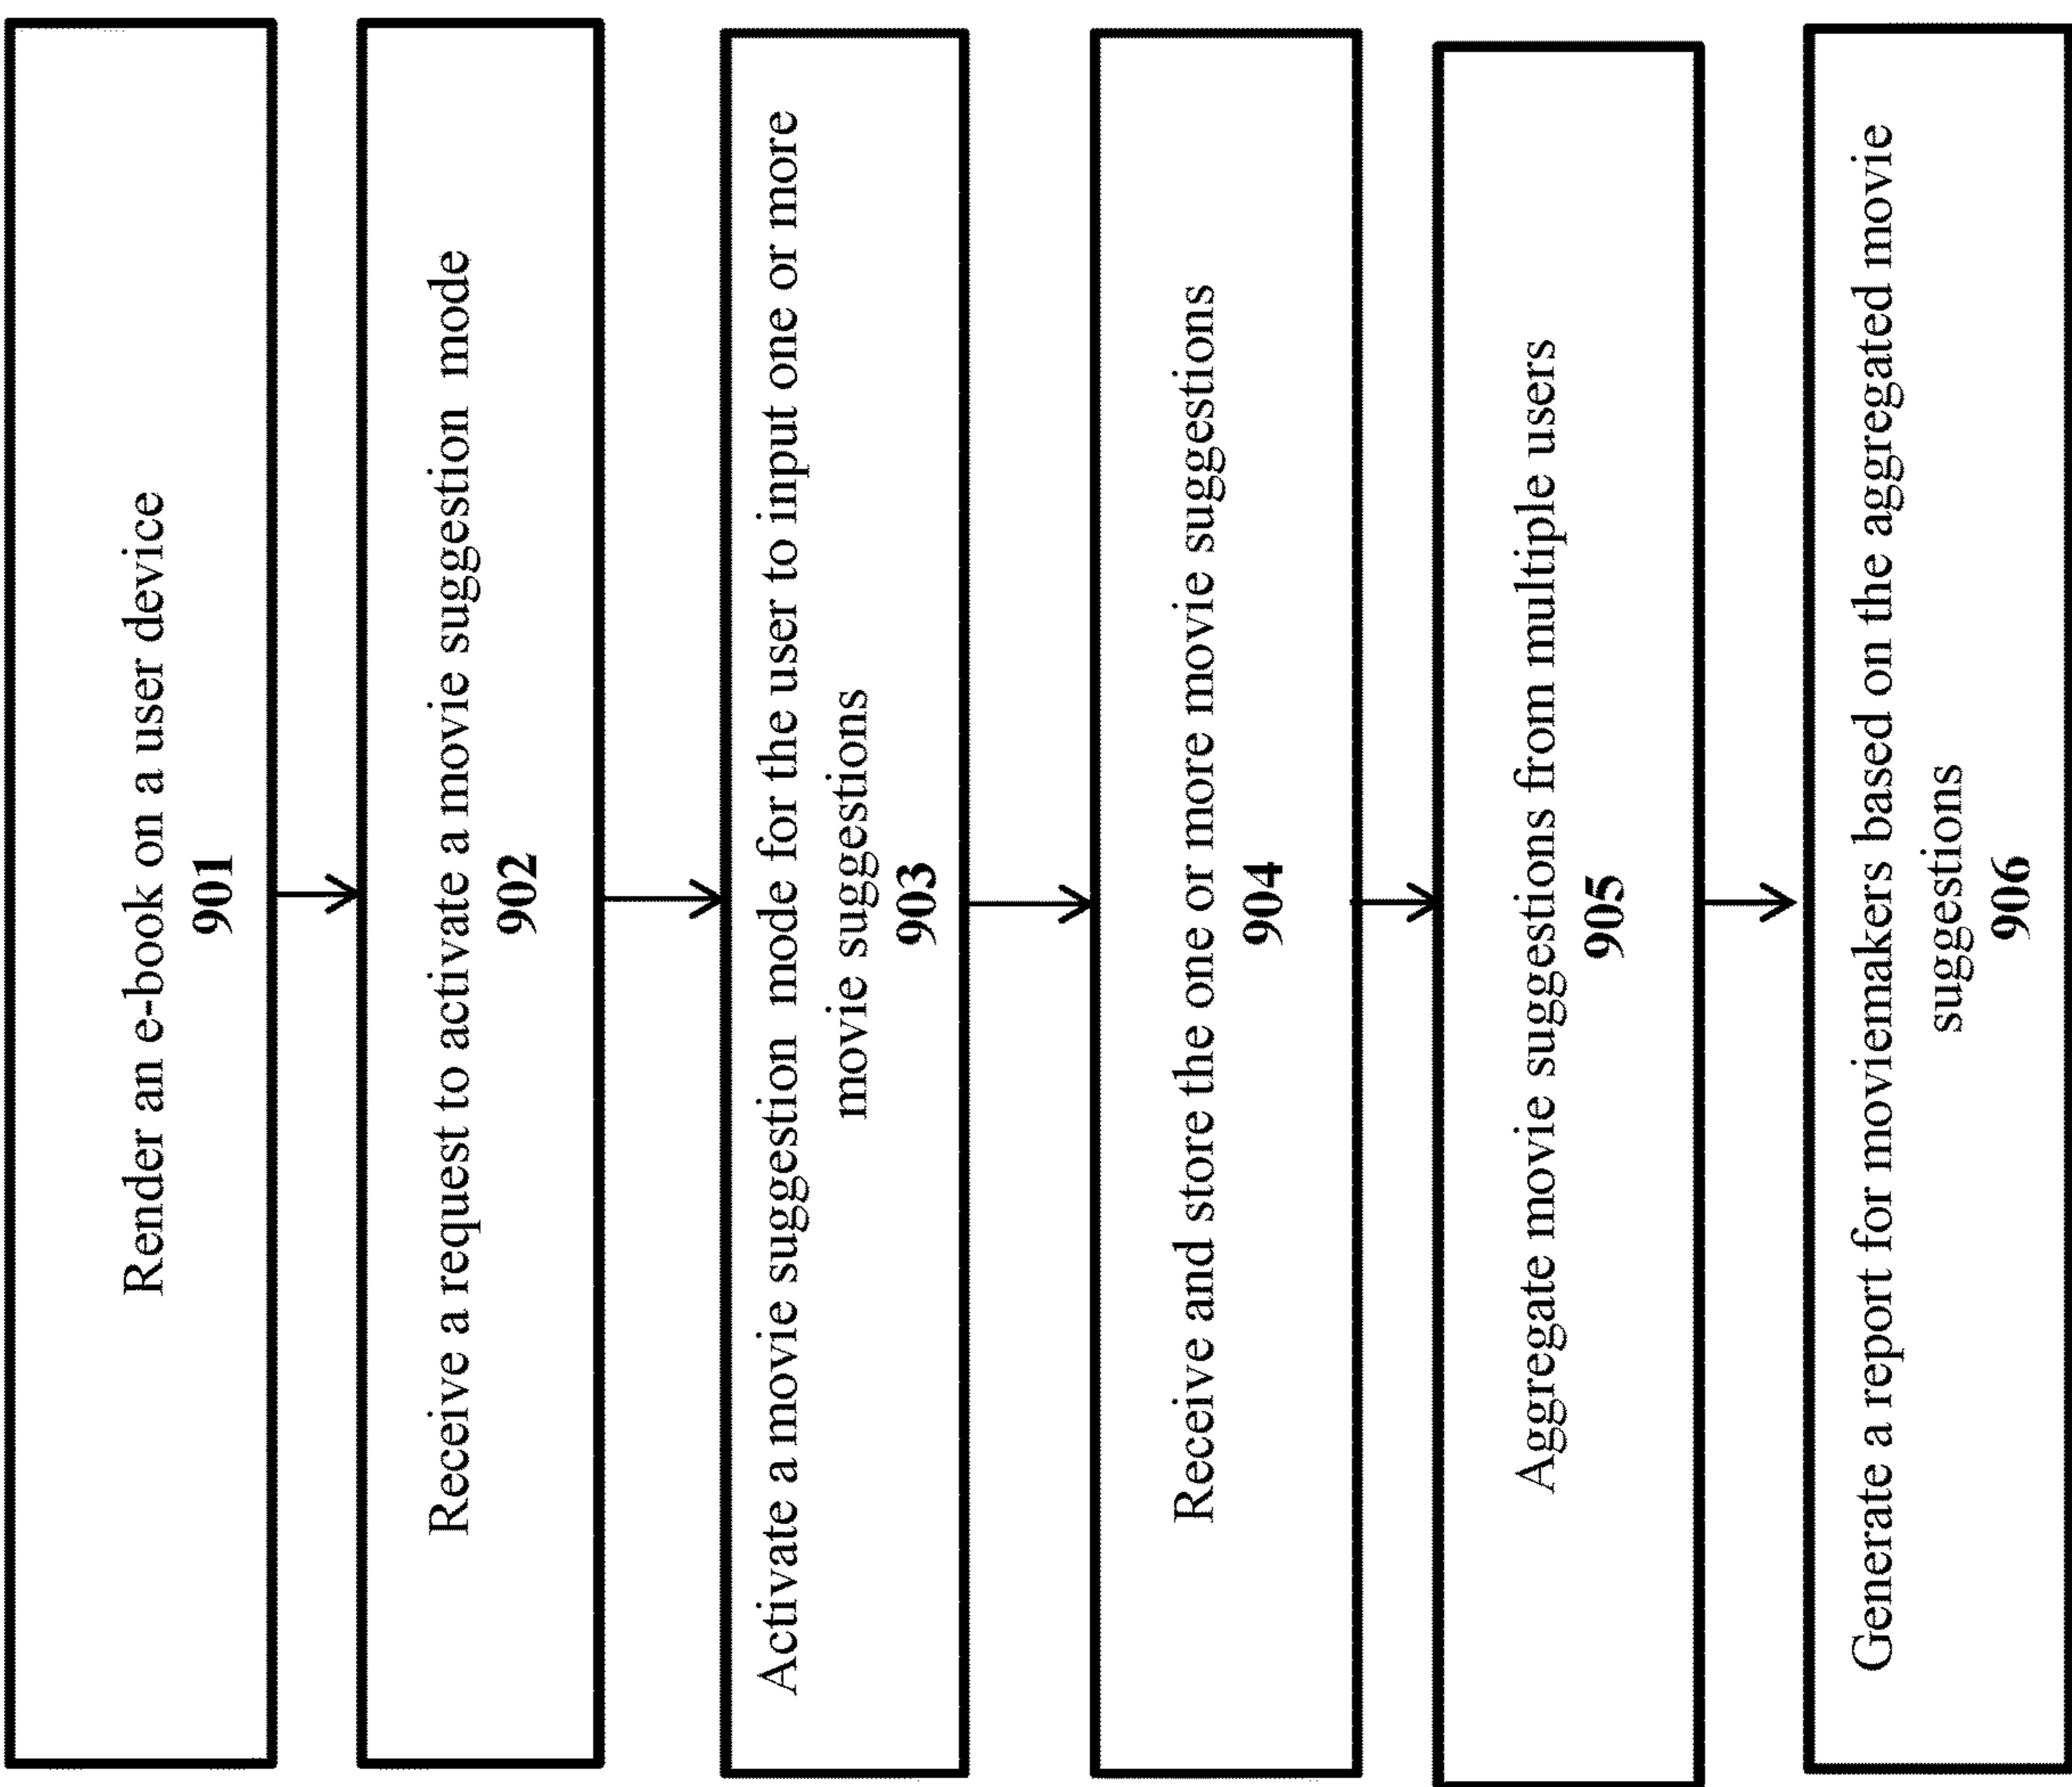 Render an e-book on a user device
901
Receive a request to activate a movie suggestion mode
902
Activate a movie suggestion mode for the user to input one or more
movie suggestions
903
Receive and store the one or more movie suggestions
904
Aggregate movie suggestions from multiple users
905
Generate a report for moviemakers based on the aggregated movie
suggestions
906